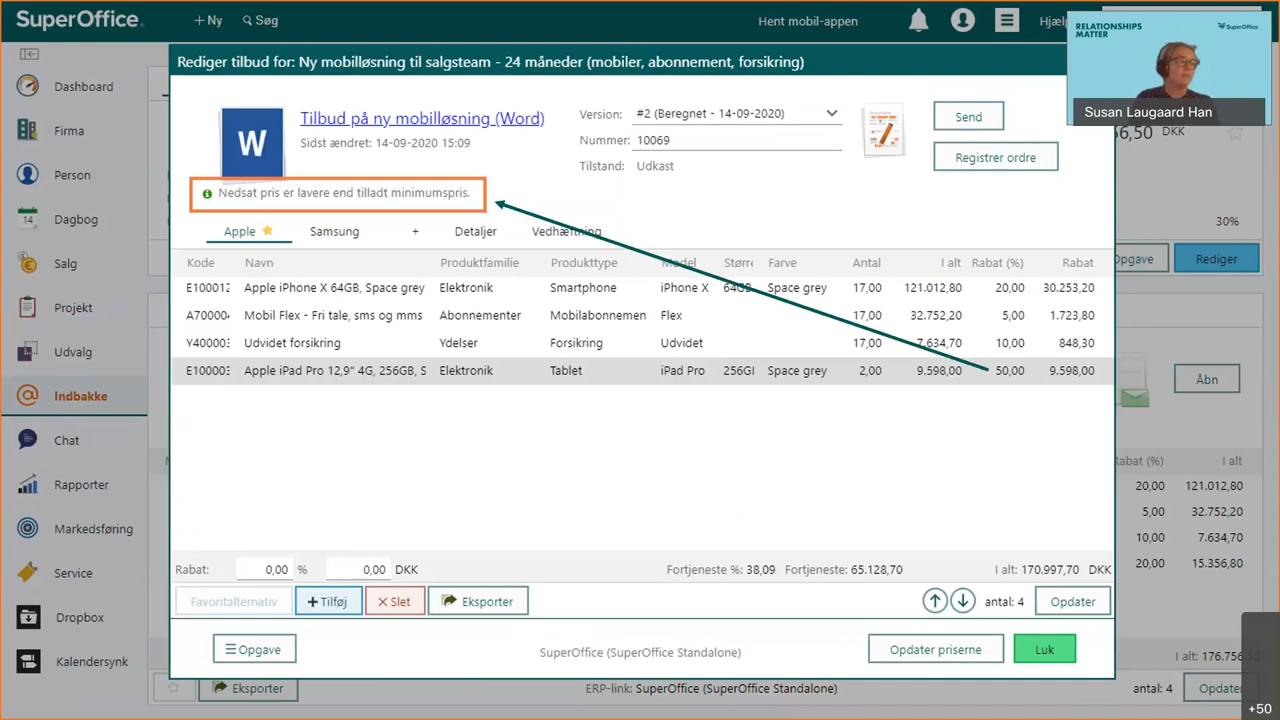 SuperOffice.
+ Ny
Søg
Hent mobil-appen
Hjælp
RELATIONSHIPS
MATTER
SuperOffice
Susan Laugaard Han
Dashboard
Firma
Person
14
Dagbog
Salg
Projekt
Udvalg
Indbakke
Chat
Rapporter
Markedsføring
Service
Dropbox
Kalendersynk
Rediger tilbud for: Ny mobilløsning til salgsteam - 24 måneder (mobiler, abonnement, forsikring)
W
Tilbud på ny mobilløsning (Word)
Sidst ændret: 14-09-2020 15:09
Version: #2 (Beregnet - 14-09-2020)
Nummer: 10069
Tilstand: Udkast
Send
Registrer ordre
Nedsat pris er lavere end tilladt minimumspris.
Apple Samsung + Detaljer Vedhæftning
Kode Navn Produktfamilie Produkttype Model Større Farve Antal I alt Rabat (%) Rabat
E100012 Apple iPhone X 64GB, Space grey Elektronik Smartphone iPhone X 64GB Space grey 17,00 121.012,80 20,00 30.253,20
A70000 Mobil Flex - Fri tale, sms og mms Abonnementer Mobilabonnemen Flex 17,00 32.752,20 5,00 1.723,80
Y40000 Udvidet forsikring Ydelser Forsikring Udvidet 17,00 7.634,70 10,00 848,30
E10000 Apple iPad Pro 12,9" 4G, 256GB, S Elektronik Tablet iPad Pro 256GI Space grey 2,00 9.598,00 50,00 9.598,00
Rabat: 0,00 % 0,00 DKK Fortjeneste %: 38,09 Fortjeneste: 65.128,70 I alt: 170.997,70 DKK
Favoritalternativ + Tilføj × Slet Eksporter antal: 4 Opdater
Opgave SuperOffice (SuperOffice Standalone) Opdater priserne Luk
6,50 DKK
30%
Opgave Rediger
Åbn
Rabat (%) I alt
20,00 121.012,80
5,00 32.752,20
10,00 7.634,70
20,00 15.356,80
I alt: 176.756,50
Eksporter ERP-link: SuperOffice (SuperOffice Standalone) antal: 4 Opdater
+50